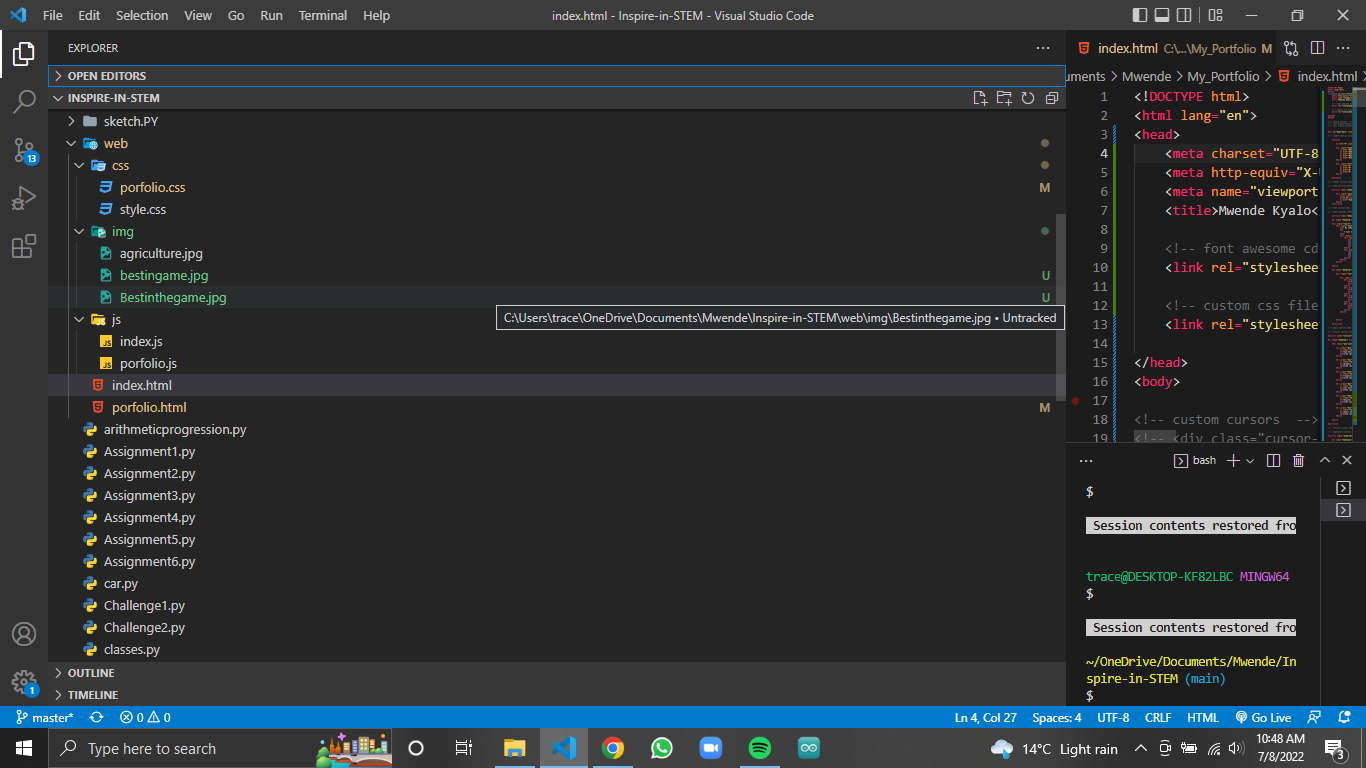 File Edit Selection View Go Run Terminal Help
index.html - Inspire-in-STEM - Visual Studio Code
EXPLORER
OPEN EDITORS
INSPIRE-IN-STEM
sketch.PY
web
css
porfolio.css M
style.css
img
agriculture.jpg
bestingame.jpg U
Bestinthegame.jpg U
C:\Users\trace\OneDrive\Documents\Mwende\Inspire-in-STEM\web\img\Bestinthegame.jpg • Untracked
js
JS index.js
JS porfolio.js
index.html
porfolio.html M
arithmeticprogression.py
Assignment1.py
Assignment2.py
Assignment3.py
Assignment4.py
Assignment5.py
Assignment6.py
car.py
Challenge1.py
Challenge2.py
classes.py
OUTLINE
TIMELINE
13
1
index.html C:\...\My_Portfolio M
uments > Mwende > My_Portfolio > index.html >
1 <!DOCTYPE html>
2 <html lang="en">
3 <head>
4 <meta charset="UTF-8
5 <meta http-equiv="X-
6 <meta name="viewport
7 <title>Mwende Kyalo<
8
9 <!-- font awesome cd
10 <link rel="styleshee
11
12 <!-- custom css file
13 <link rel="styleshee
14
15 </head>
16 <body>
17
18 <!-- custom cursors -->
19 <!-- <div class="cursor-
bash
$
Session contents restored fro
trace@DESKTOP-KF82LBC MINGW64
$
Session contents restored fro
~/OneDrive/Documents/Mwende/In
spire-in-STEM (main)
$
master* 0 0 Ln 4, Col 27 Spaces: 4 UTF-8 CRLF HTML Go Live
Type here to search
14°C Light rain
10:48 AM
7/8/2022
3